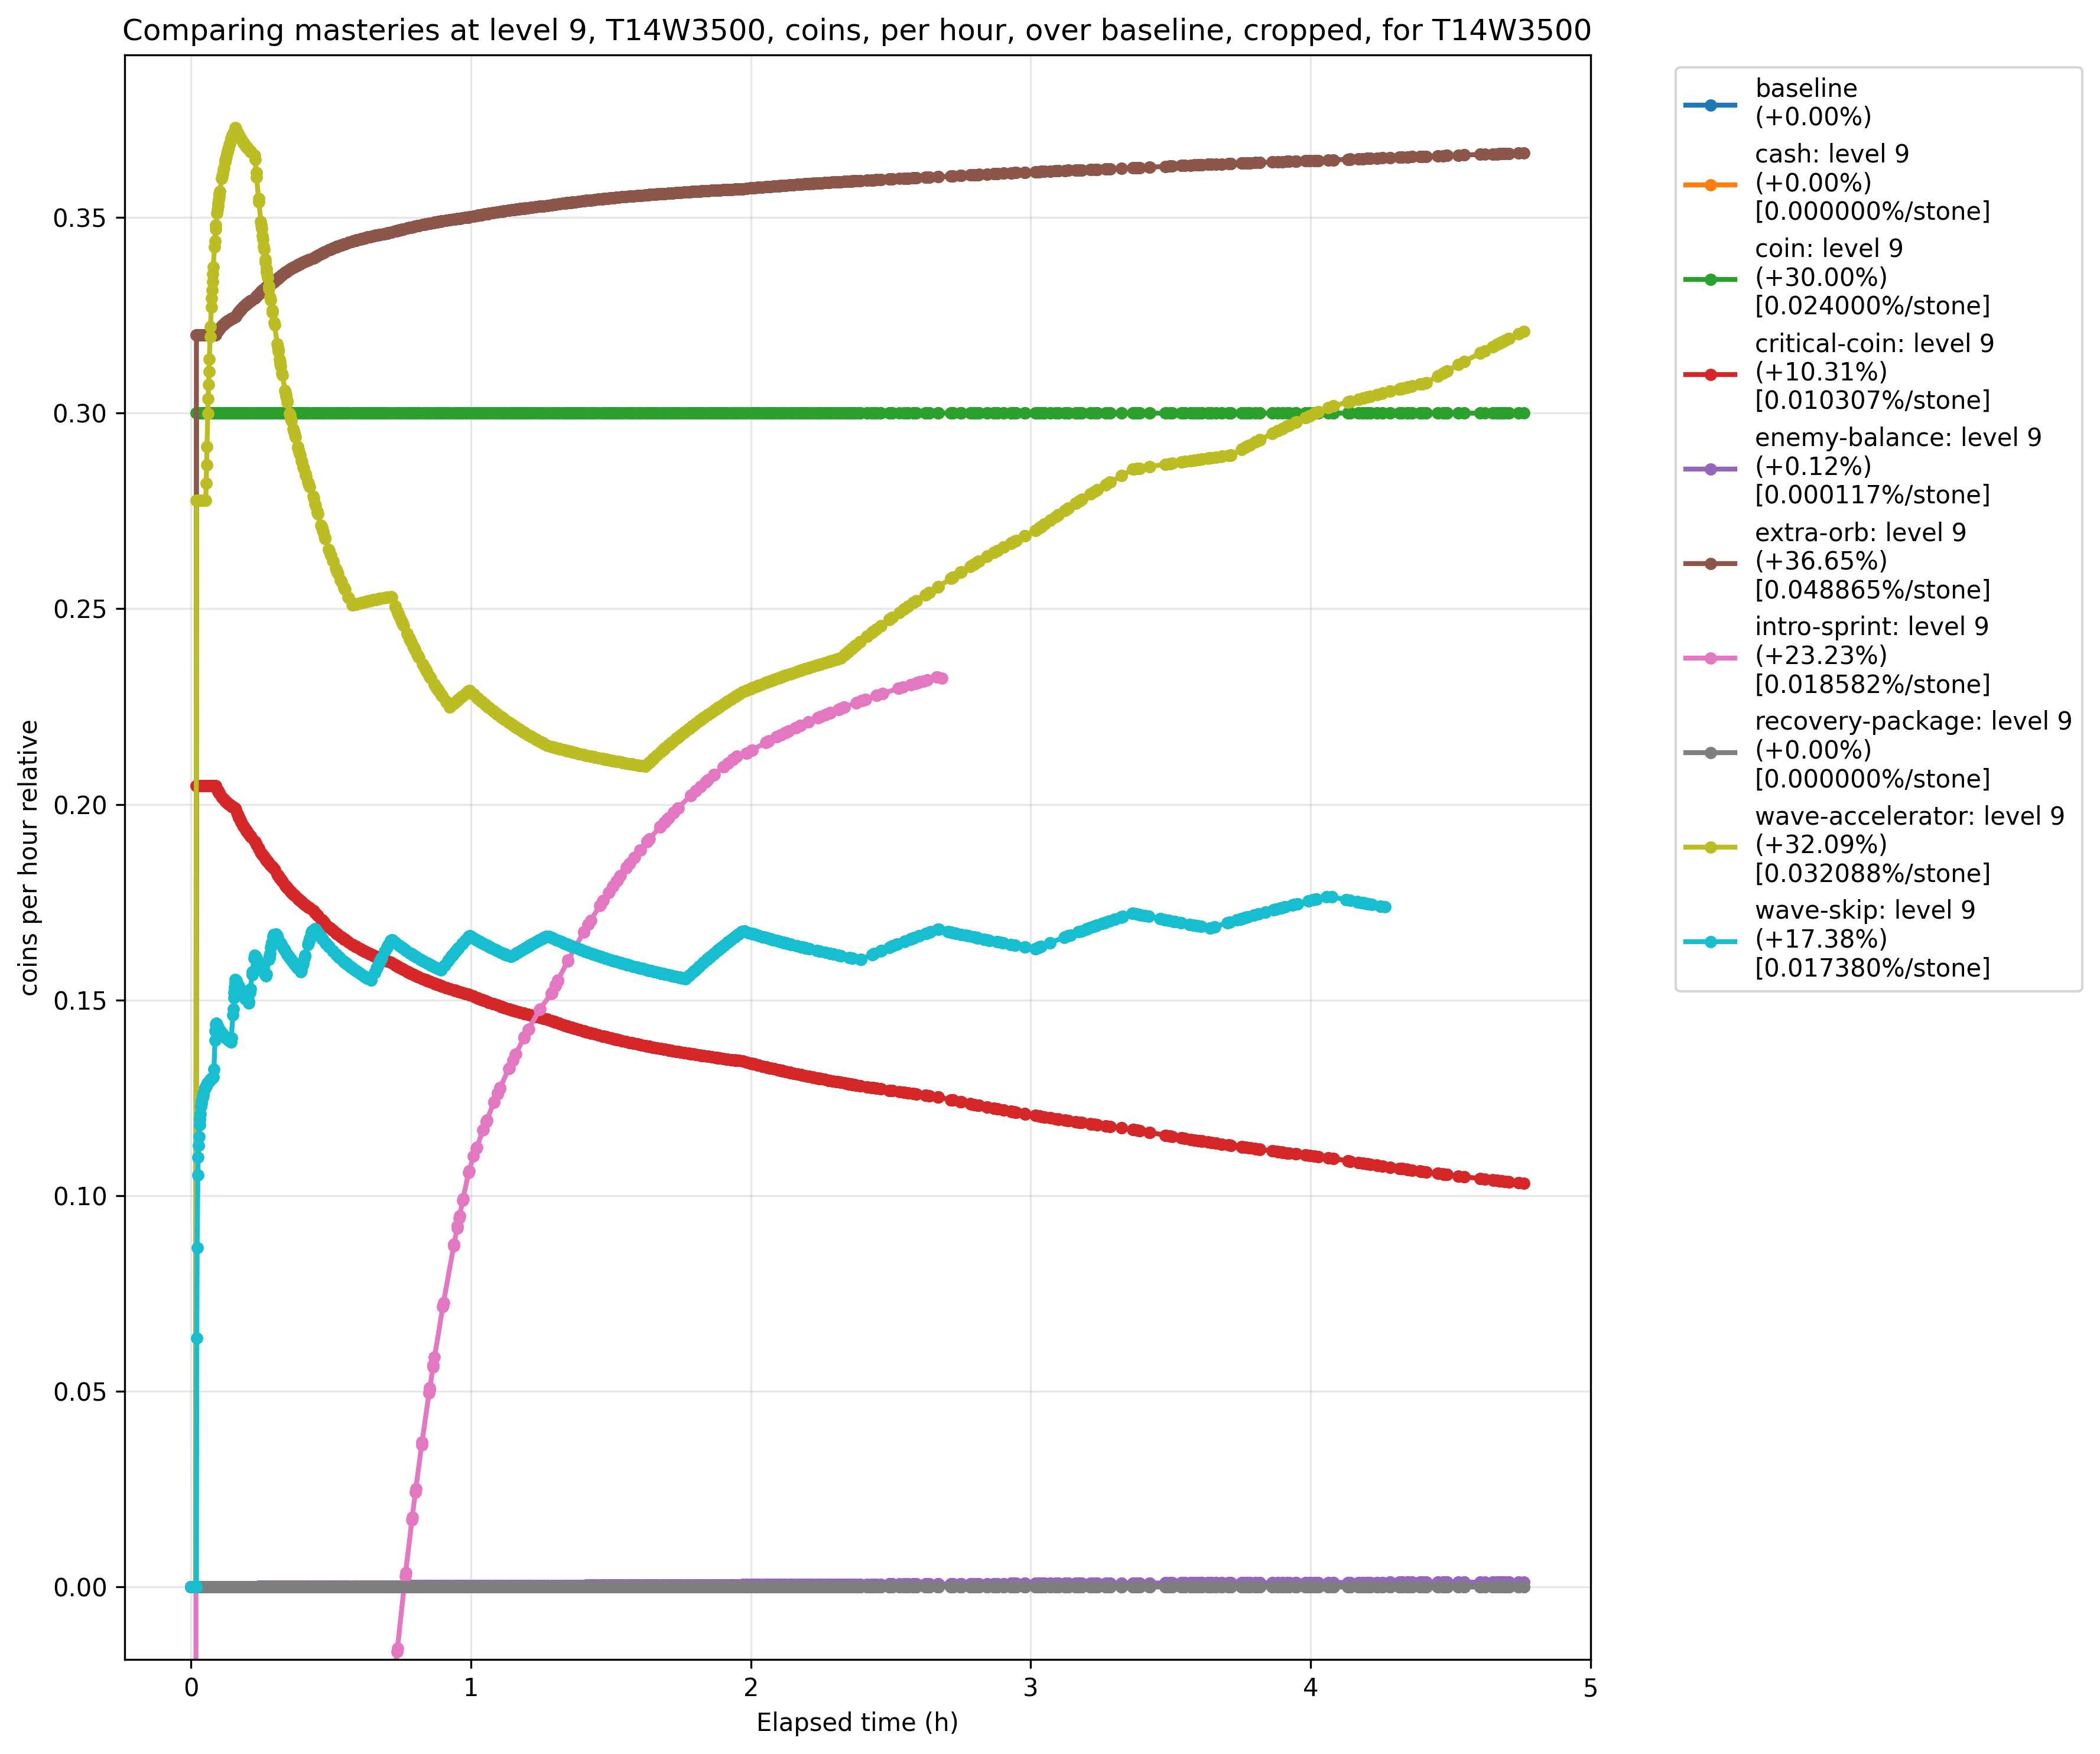 Comparing masteries at level 9, T14W3500, coins, per hour, over baseline, cropped, for T14W3500
coins per hour relative
0.35
0.30
0.25
0.20
0.15
0.10
0.05
0.00
0
1
2
3
4
5
Elapsed time (h)
baseline
(+0.00%)
cash: level 9
(+0.00%)
[0.000000%/stone]
coin: level 9
(+30.00%)
[0.024000%/stone]
critical-coin: level 9
(+10.31%)
[0.010307%/stone]
enemy-balance: level 9
(+0.12%)
[0.000117%/stone]
extra-orb: level 9
(+36.65%)
[0.048865%/stone]
intro-sprint: level 9
(+23.23%)
[0.018582%/stone]
recovery-package: level 9
(+0.00%)
[0.000000%/stone]
wave-accelerator: level 9
(+32.09%)
[0.032088%/stone]
wave-skip: level 9
(+17.38%)
[0.017380%/stone]